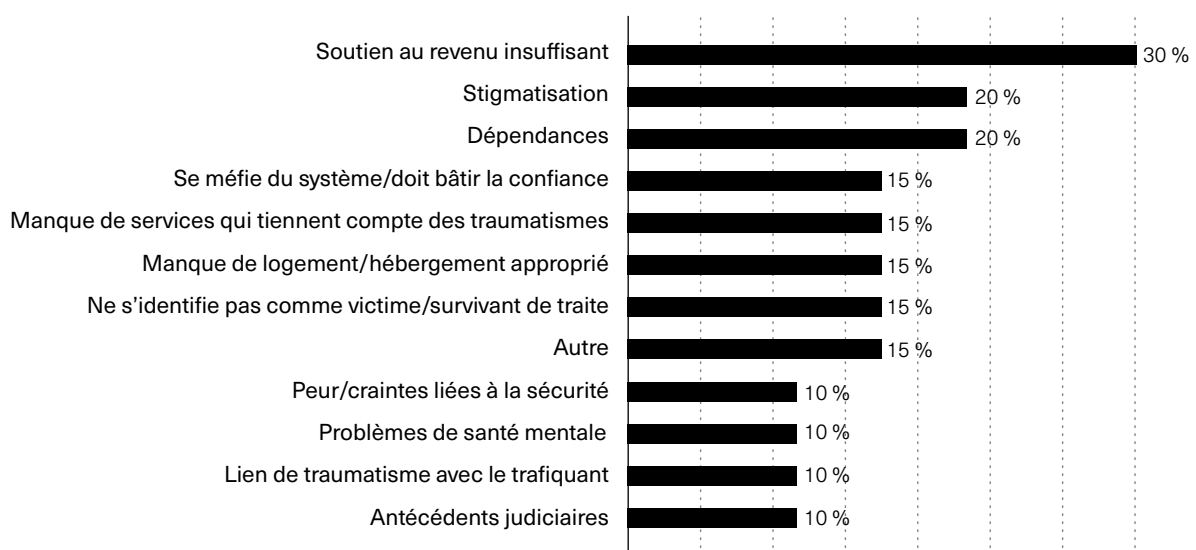 Soutien au revenu insuffisant 30 %
Stigmatisation 20 %
Dépendances 20 %
Se méfie du système/doit bâtir la confiance 15 %
Manque de services qui tiennent compte des traumatismes 15 %
Manque de logement/hébergement approprié 15 %
Ne s’identifie pas comme victime/survivant de traite 15 %
Autre 15 %
Peur/craintes liées à la sécurité 10 %
Problèmes de santé mentale 10 %
Lien de traumatisme avec le trafiquant 10 %
Antécédents judiciaires 10 %